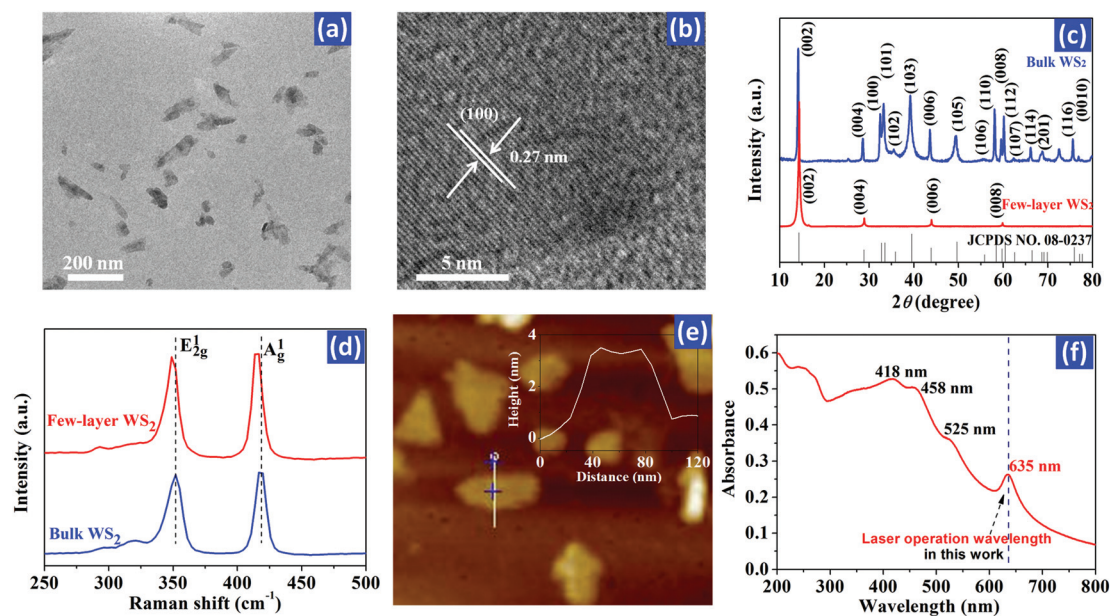 (a)
200 nm
(b)
(100)
0.27 nm
5 nm
(c)
Intensity (a.u.)
(002)
(004)
(100)
(101)
(102)
(103)
(006)
(105)
(106)
(110)
(008)
(112)
(107)
(114)
(201)
(116)
(0010)
Bulk WS₂
(002)
(004)
(006)
(008)
Few-layer WS₂
JCPDS NO. 08-0237
10 20 30 40 50 60 70 80
2θ (degree)
(d)
Intensity (a.u.)
E¹2g
A¹g
Few-layer WS₂
Bulk WS₂
250 300 350 400 450 500
Raman shift (cm⁻¹)
(e)
Height (nm)
4
2
0
0 40 80 120
Distance (nm)
(f)
Absorbance
0.6
0.5
0.4
0.3
0.2
0.1
0.0
418 nm
458 nm
525 nm
635 nm
Laser operation wavelength
in this work
200 300 400 500 600 700 800
Wavelength (nm)